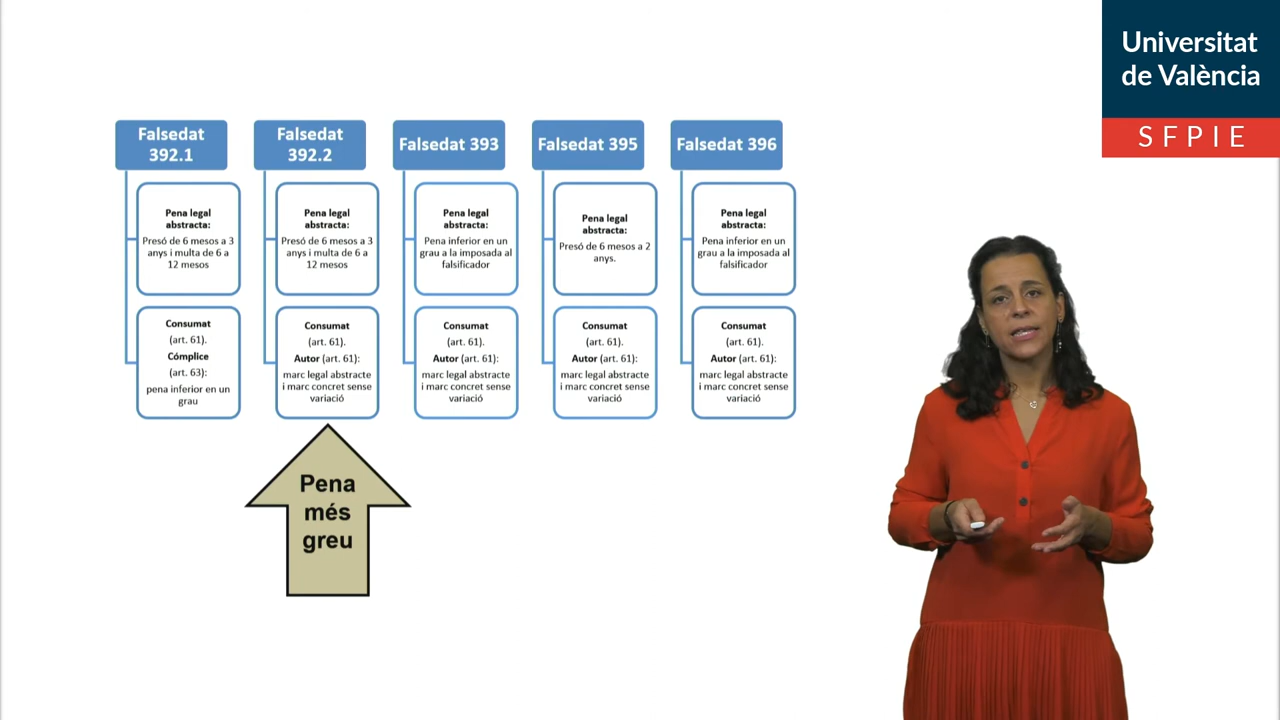 Universitat
de València
SFPIE
Falsedat
392.1
Pena legal
abstracta:
Presó de 6 mesos a 3
anys i multa de 6 a
12 mesos
Consumat
(art. 61).
Cómplice
(art. 63):
pena inferior en un
grau
Falsedat
392.2
Pena legal
abstracta:
Presó de 6 mesos a 3
anys i multa de 6 a
12 mesos
Consumat
(art. 61).
Autor (art. 61):
marc legal abstracte
i marc concret sense
variació
Falsedat 393
Pena legal
abstracta:
Pena inferior en un
grau a la imposada al
falsificador
Consumat
(art. 61).
Autor (art. 61):
marc legal abstracte
i marc concret sense
variació
Falsedat 395
Pena legal
abstracta:
Presó de 6 mesos a 2
anys.
Consumat
(art. 61).
Autor (art. 61):
marc legal abstracte
i marc concret sense
variació
Falsedat 396
Pena legal
abstracta:
Pena inferior en un
grau a la imposada al
falsificador
Consumat
(art. 61).
Autor (art. 61):
marc legal abstracte
i marc concret sense
variació
Pena
més
greu